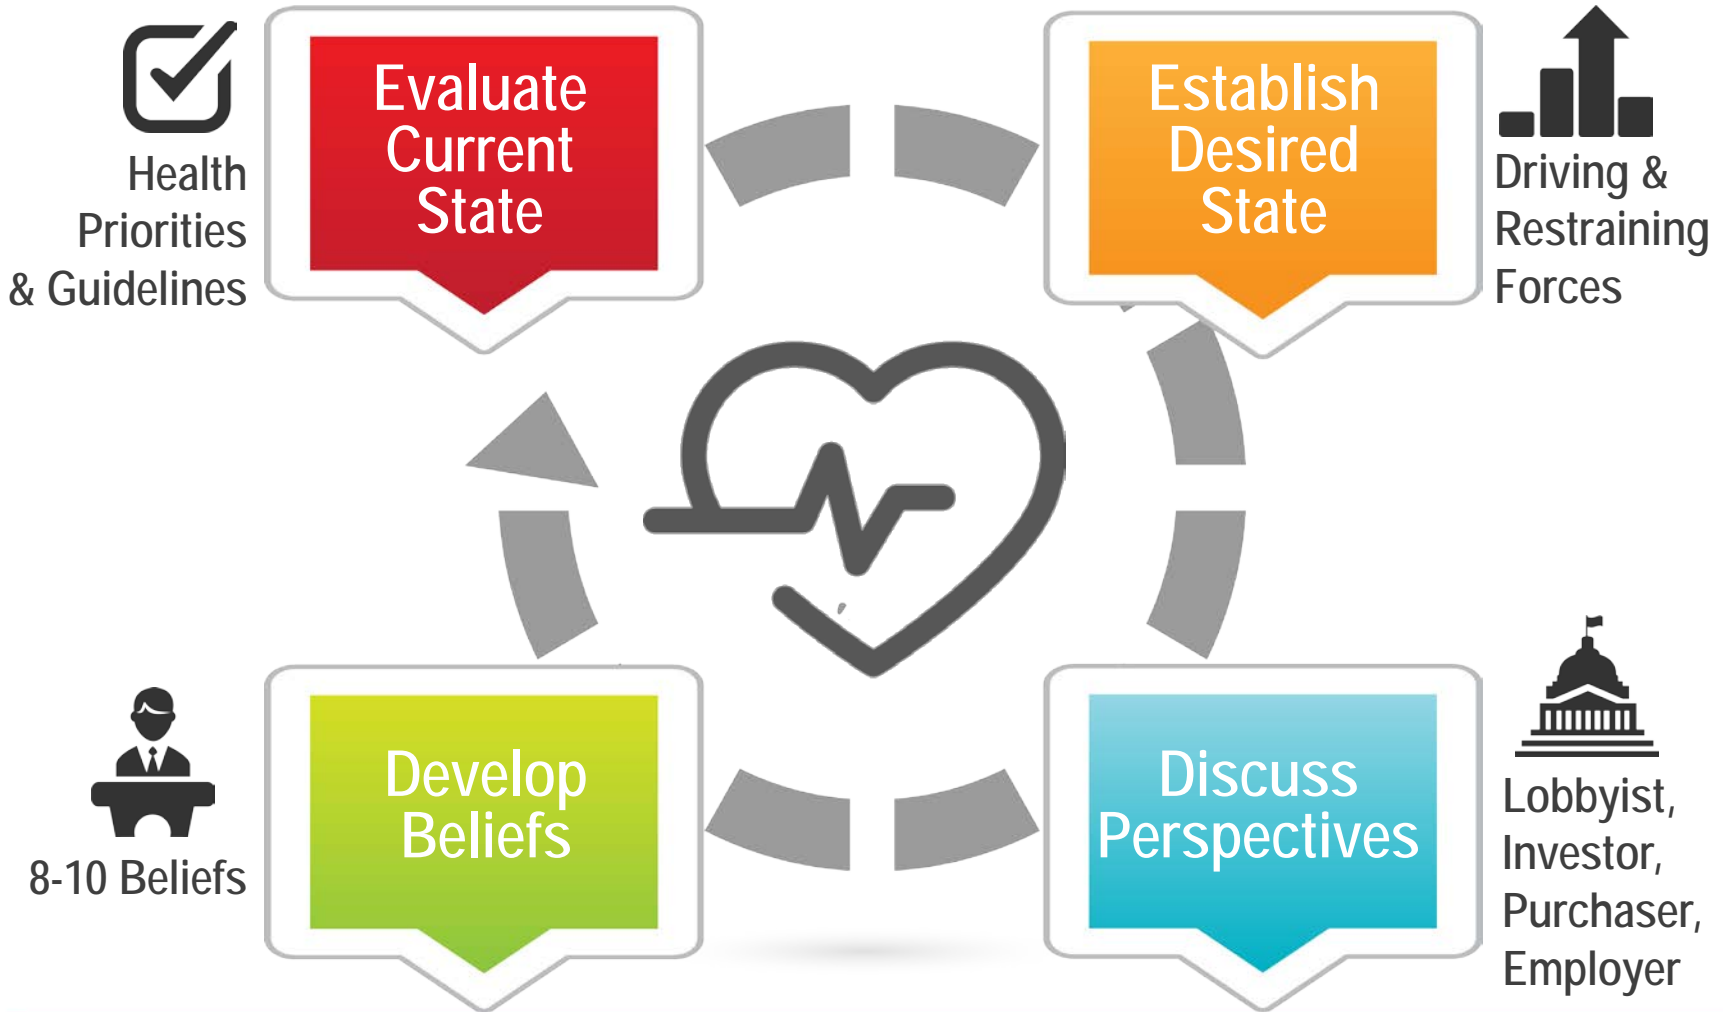 Evaluate
Current
State
Health
Priorities
& Guidelines
Establish
Desired
State
Driving &
Restraining
Forces
Develop
Beliefs
8-10 Beliefs
Discuss
Perspectives
Lobbyist,
Investor,
Purchaser,
Employer